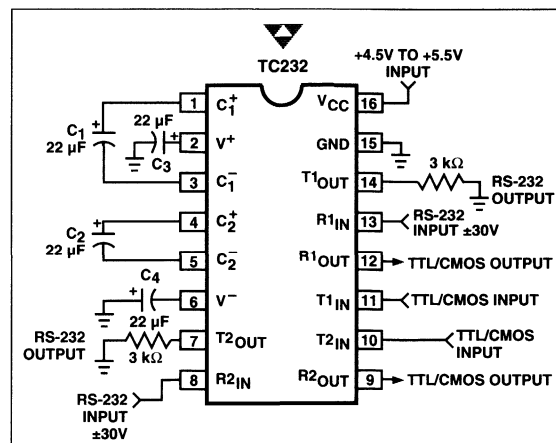 TC232
+4.5V TO +5.5V
INPUT
1 C1+
VCC 16
C1
22 µF
+
22 µF
+
C3
2 V+
GND 15
3 C1−
T1OUT 14
3 kΩ
RS-232
OUTPUT
4 C2+
R1IN 13
RS-232
INPUT ±30V
C2
22 µF
+
5 C2−
R1OUT 12
TTL/CMOS OUTPUT
C4
+
22 µF
6 V−
T1IN 11
TTL/CMOS INPUT
RS-232
OUTPUT
3 kΩ
7 T2OUT
T2IN 10
TTL/CMOS
INPUT
8 R2IN
R2OUT 9
TTL/CMOS OUTPUT
RS-232
INPUT
±30V